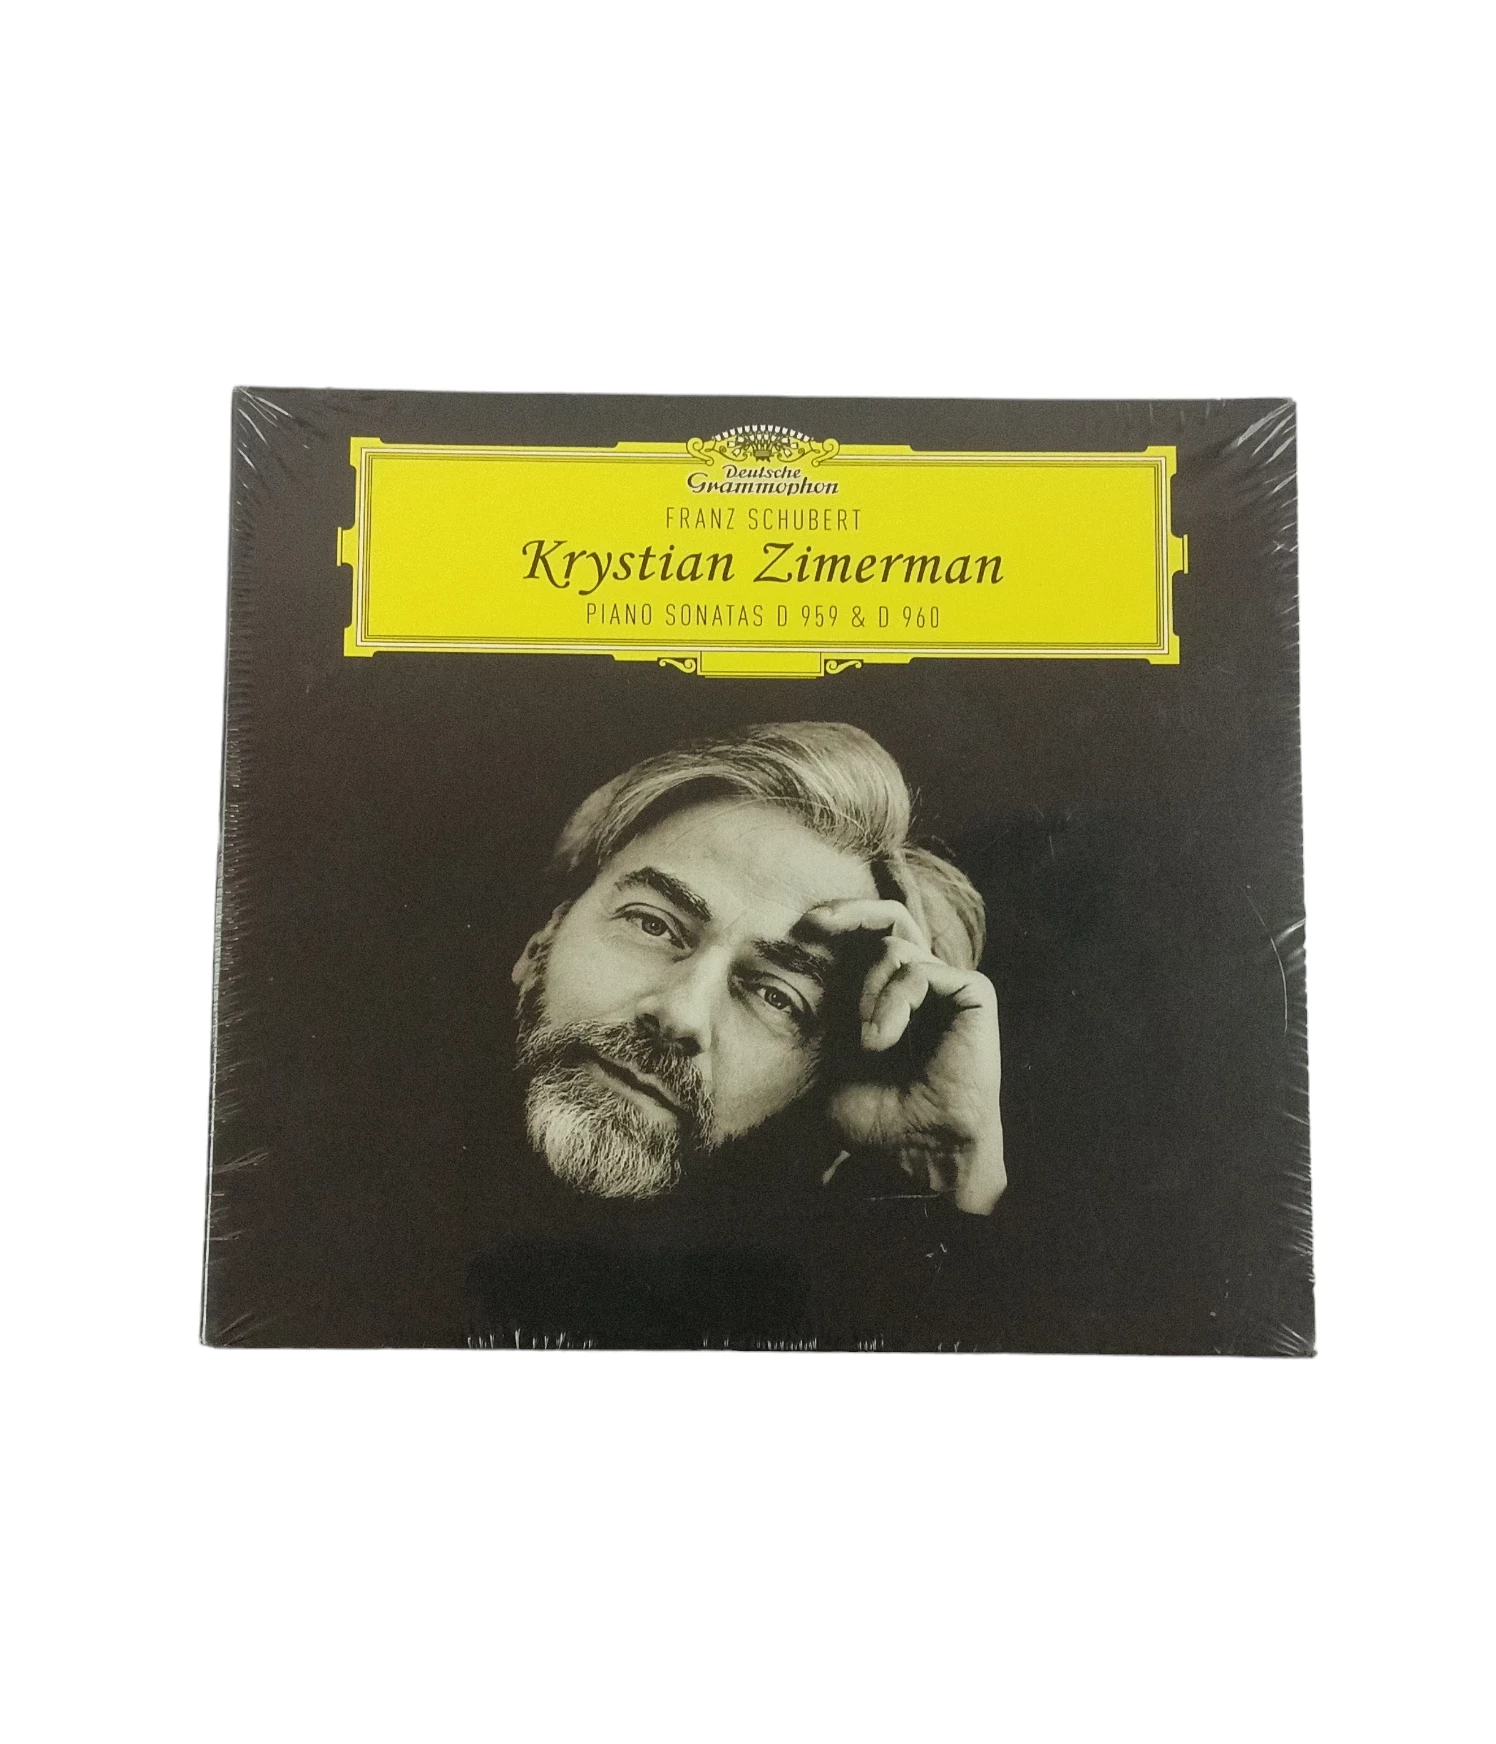 Deutsche
Grammophon
FRANZ SCHUBERT
Krystian Zimerman
PIANO SONATAS D 959 & D 960